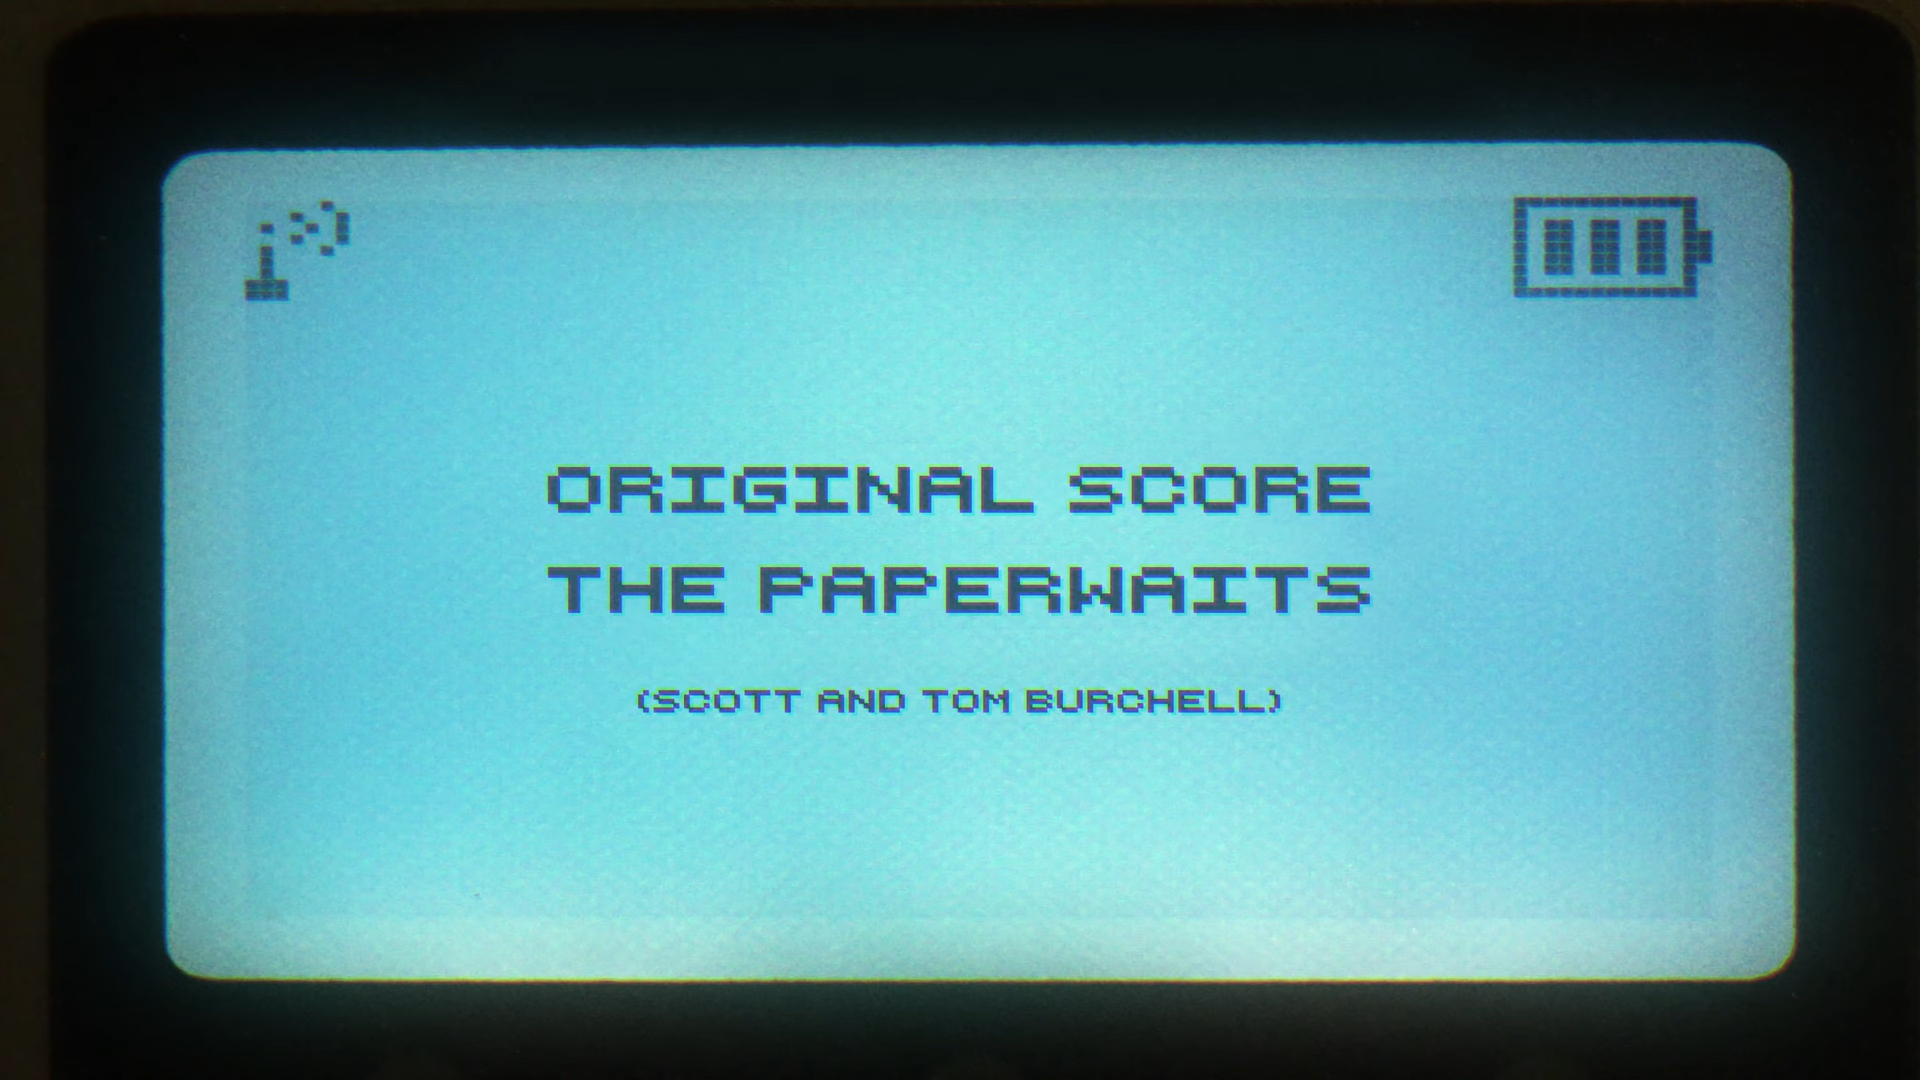 ORIGINAL SCORE
THE PAPERWAITS
(SCOTT AND TOM BURCHELL)